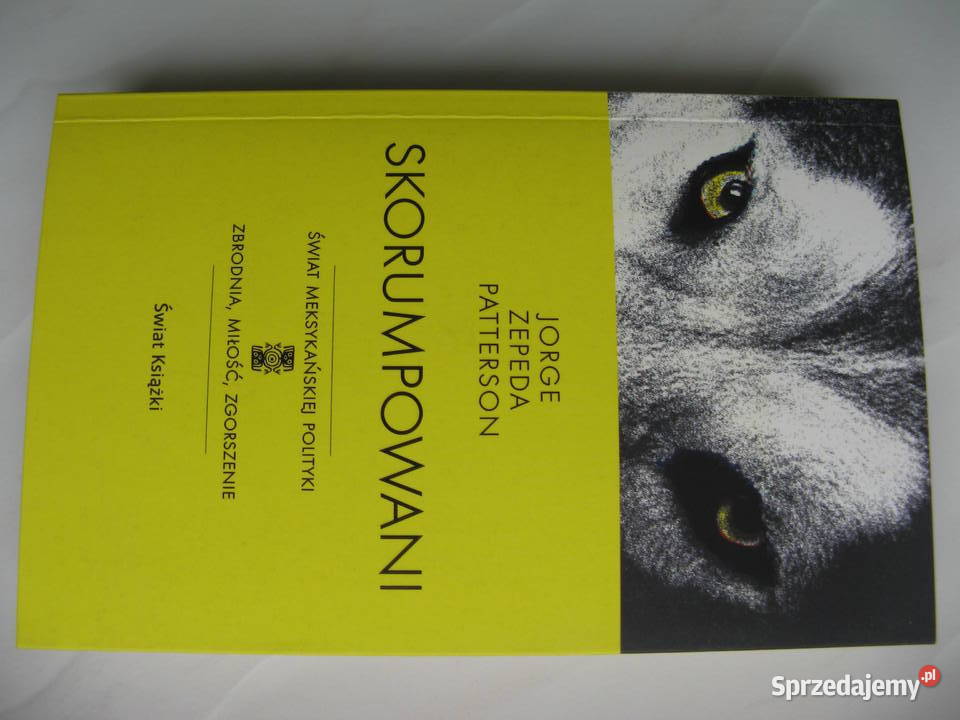 JORGE
ZEPEDA
PATTERSON
SKORUMPOWANI
ŚWIAT MEKSYKAŃSKIEJ POLITYKI
ZBRODNIA, MIŁOŚĆ, ZGORSZENIE
Świat Książki
Sprzedajemy.pl